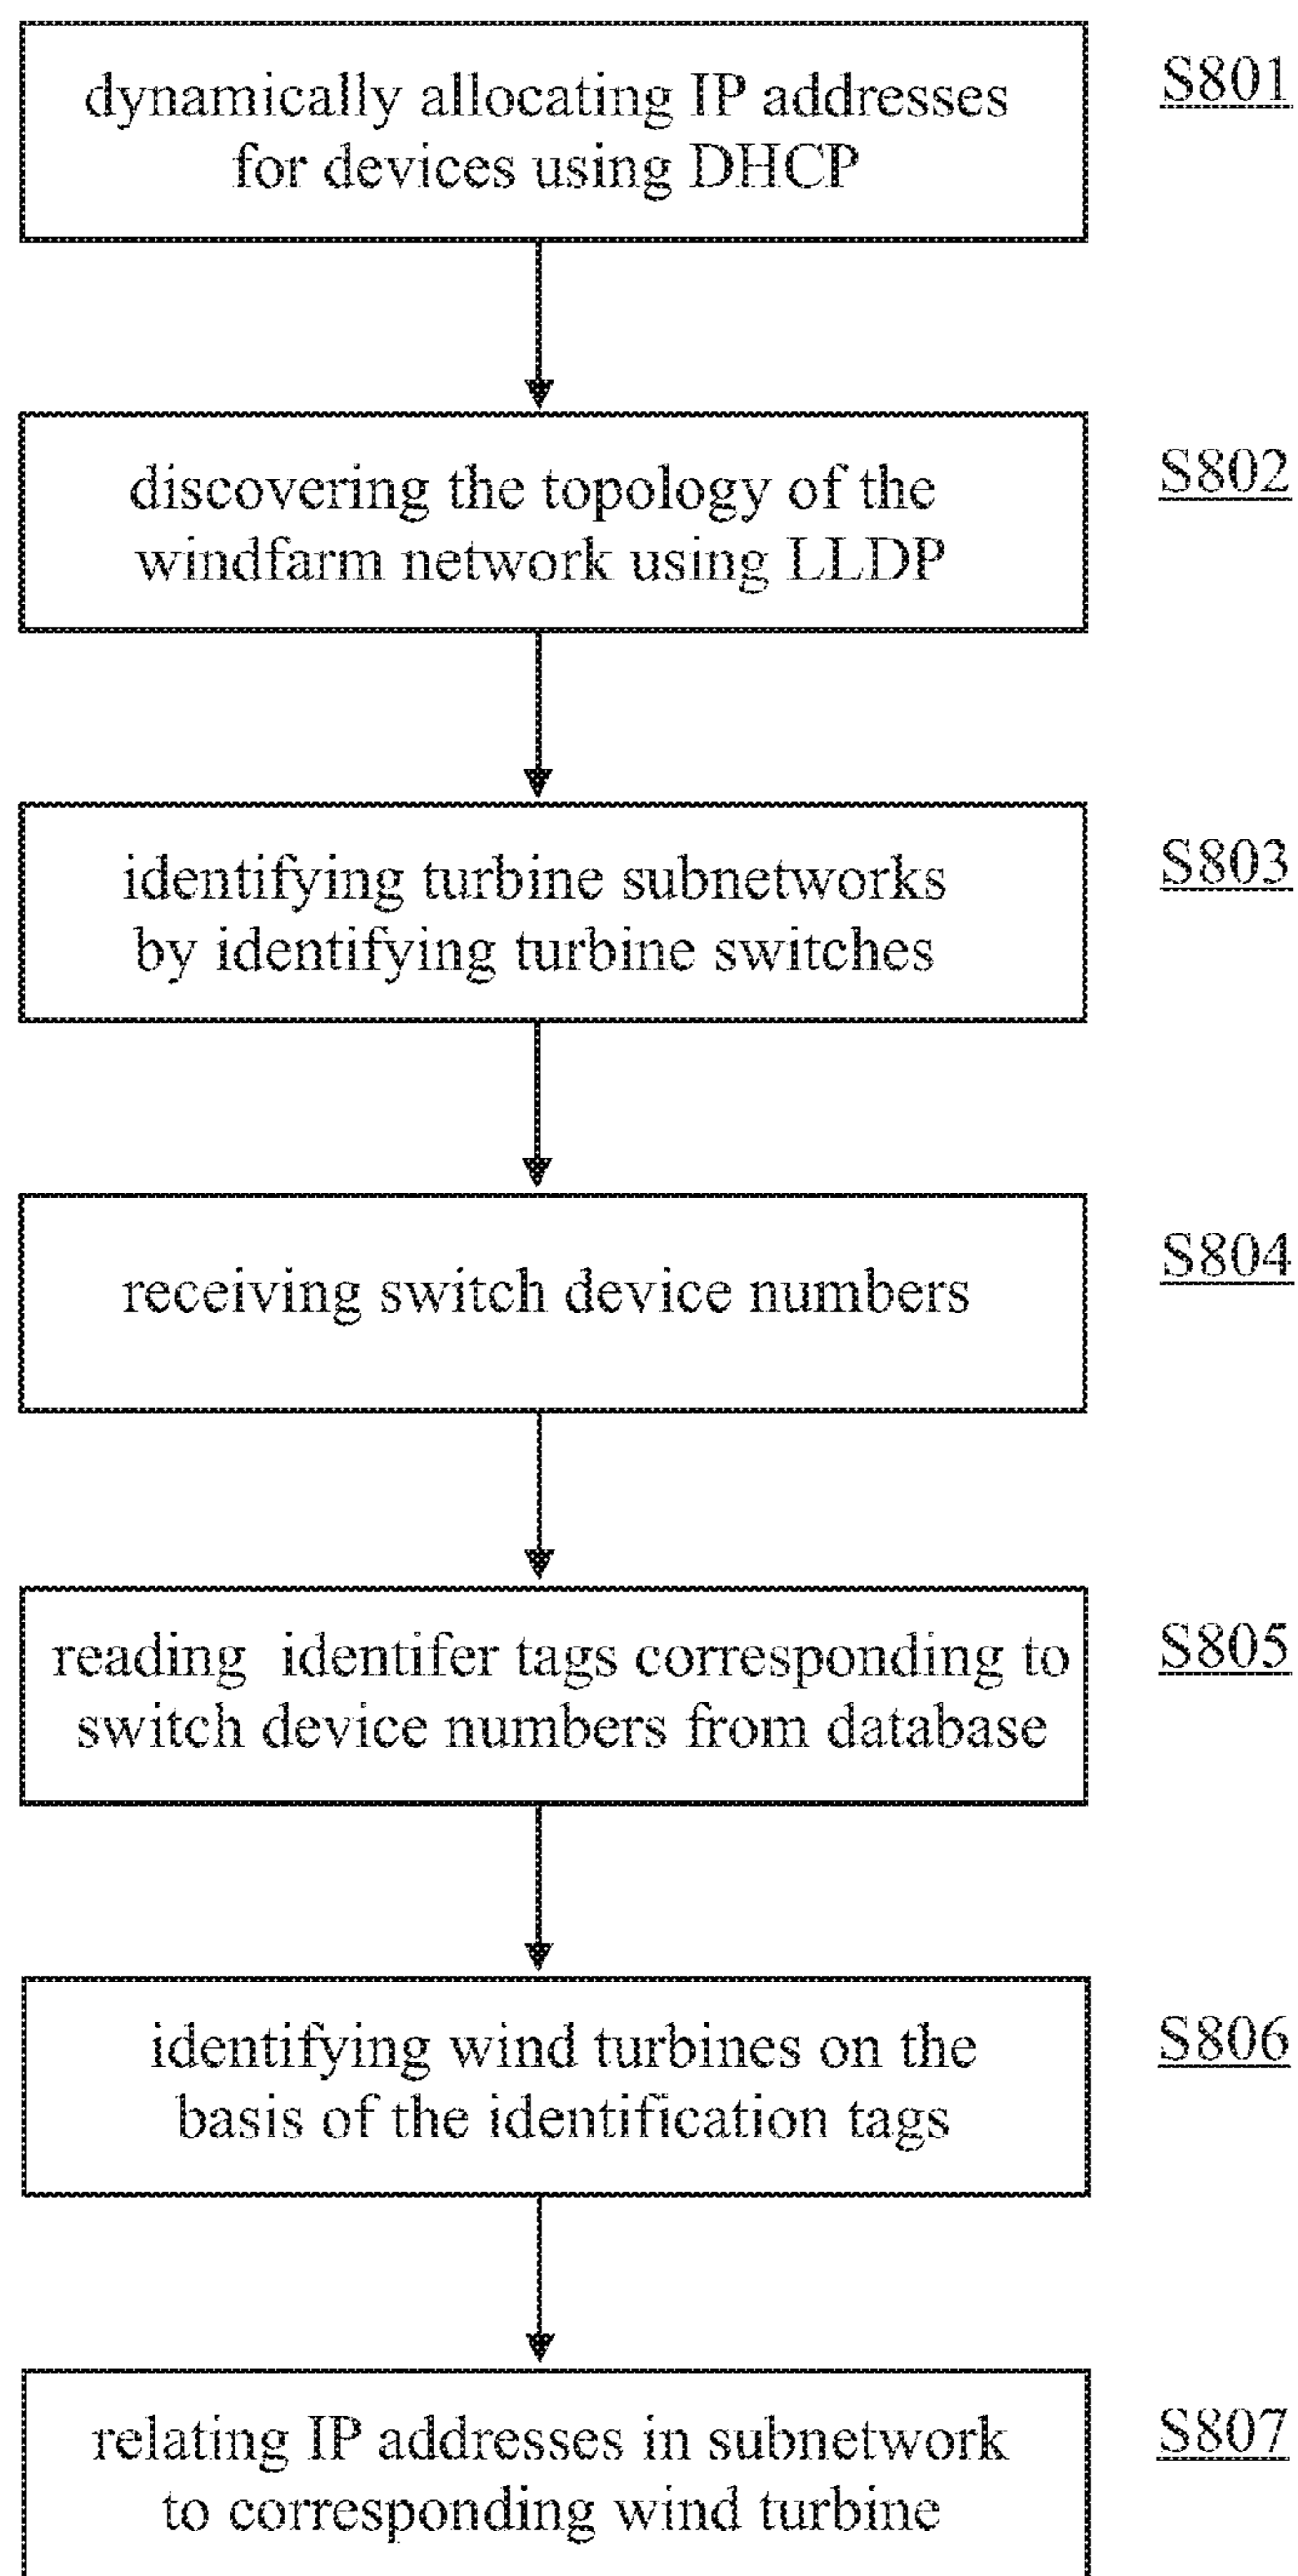 dynamically allocating IP addresses
for devices using DHCP
S801
discovering the topology of the
windfarm network using LLDP
S802
identifying turbine subnetworks
by identifying turbine switches
S803
receiving switch device numbers
S804
reading identifer tags corresponding to
switch device numbers from database
S805
identifying wind turbines on the
basis of the identification tags
S806
relating IP addresses in subnetwork
to corresponding wind turbine
S807